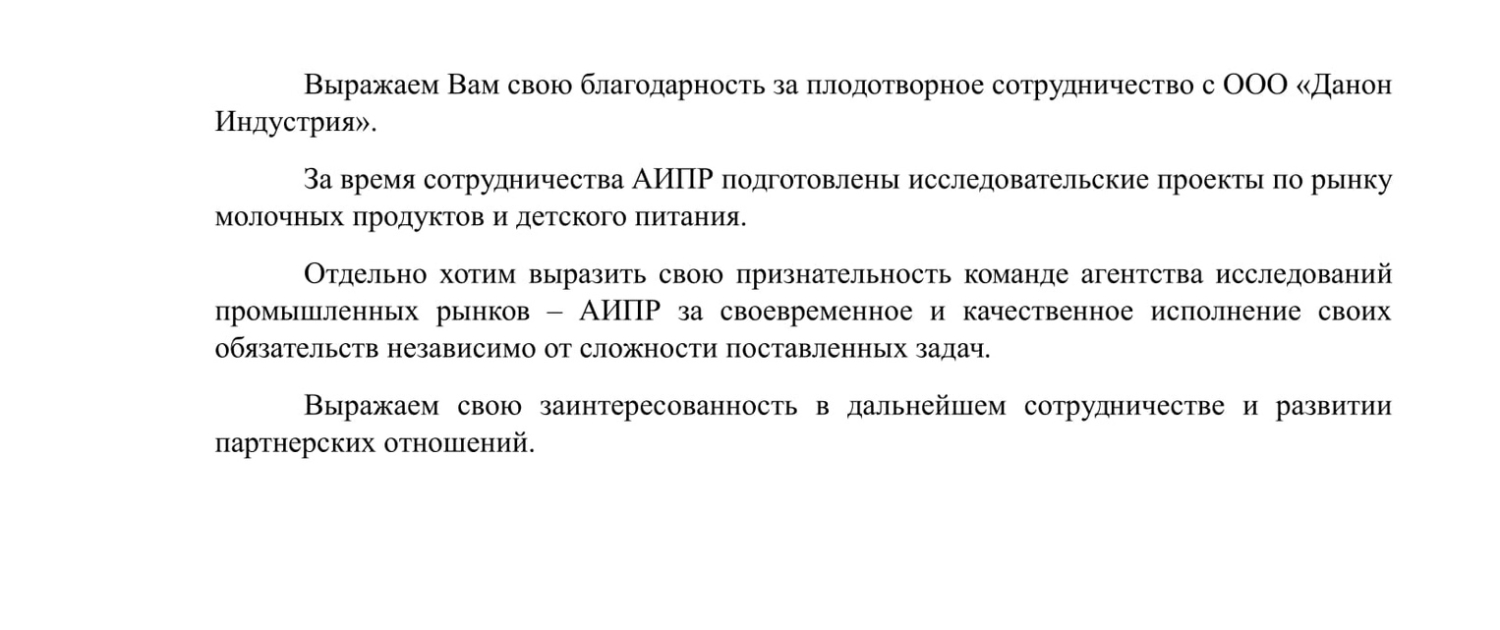 Выражаем Вам свою благодарность за плодотворное сотрудничество с ООО «Данон
Индустрия».
За время сотрудничества АИПР подготовлены исследовательские проекты по рынку
молочных продуктов и детского питания.
Отдельно хотим выразить свою признательность команде агентства исследований
промышленных рынков – АИПР за своевременное и качественное исполнение своих
обязательств независимо от сложности поставленных задач.
Выражаем свою заинтересованность в дальнейшем сотрудничестве и развитии
партнерских отношений.